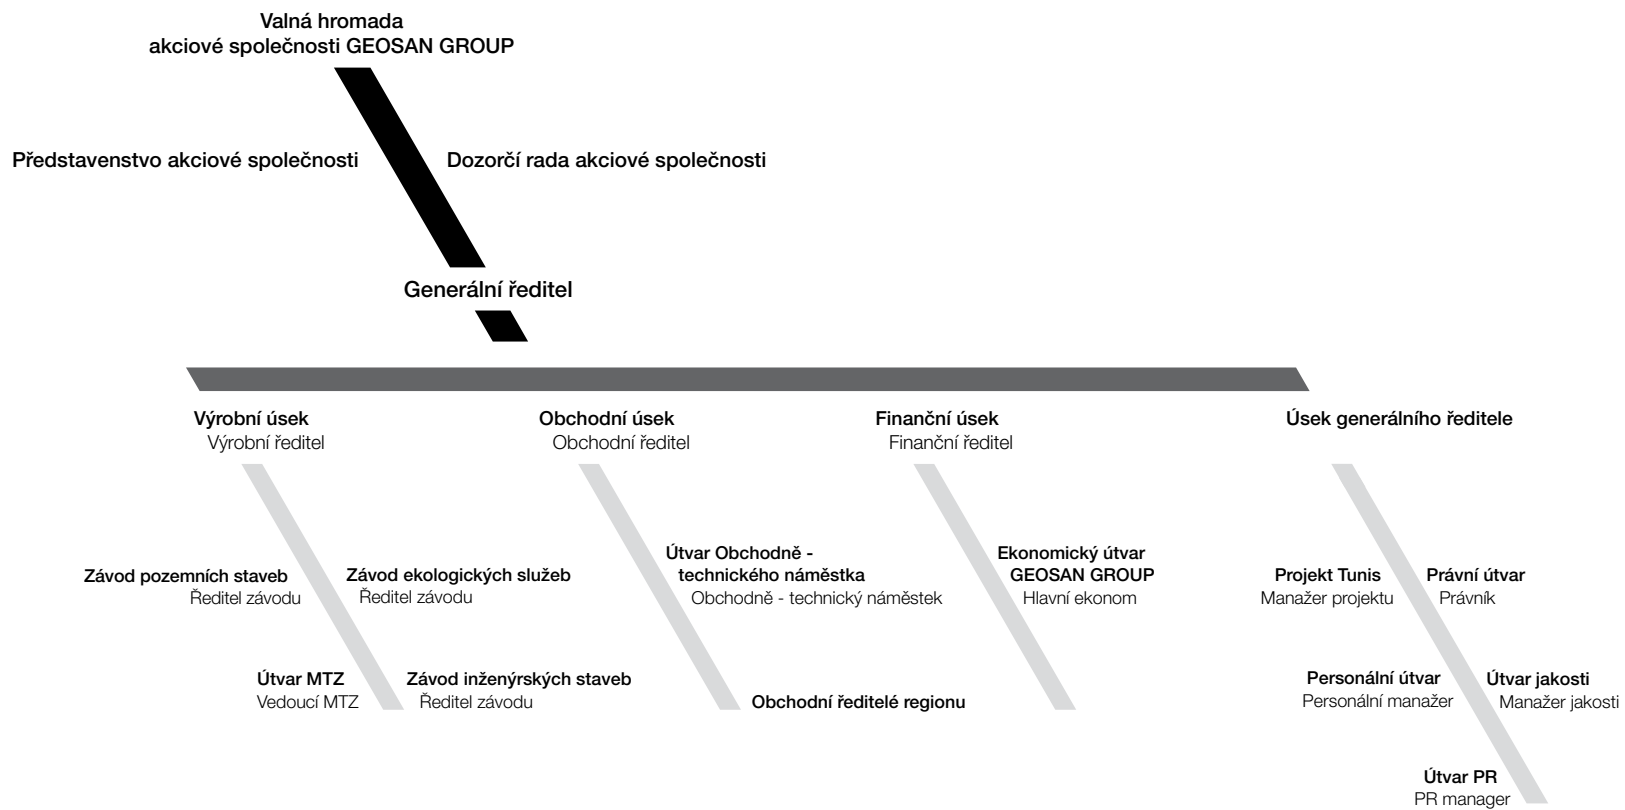 Valná hromada
akciové společnosti GEOSAN GROUP
Představenstvo akciové společnosti
Dozorčí rada akciové společnosti
Generální ředitel
Výrobní úsek
Výrobní ředitel
Obchodní úsek
Obchodní ředitel
Finanční úsek
Finanční ředitel
Úsek generálního ředitele
Závod pozemních staveb
Ředitel závodu
Závod ekologických služeb
Ředitel závodu
Útvar MTZ
Vedoucí MTZ
Závod inženýrských staveb
Ředitel závodu
Útvar Obchodně -
technického náměstka
Obchodně - technický náměstek
Obchodní ředitelé regionu
Ekonomický útvar
GEOSAN GROUP
Hlavní ekonom
Projekt Tunis
Manažer projektu
Právní útvar
Právník
Personální útvar
Personální manažer
Útvar jakosti
Manažer jakosti
Útvar PR
PR manager